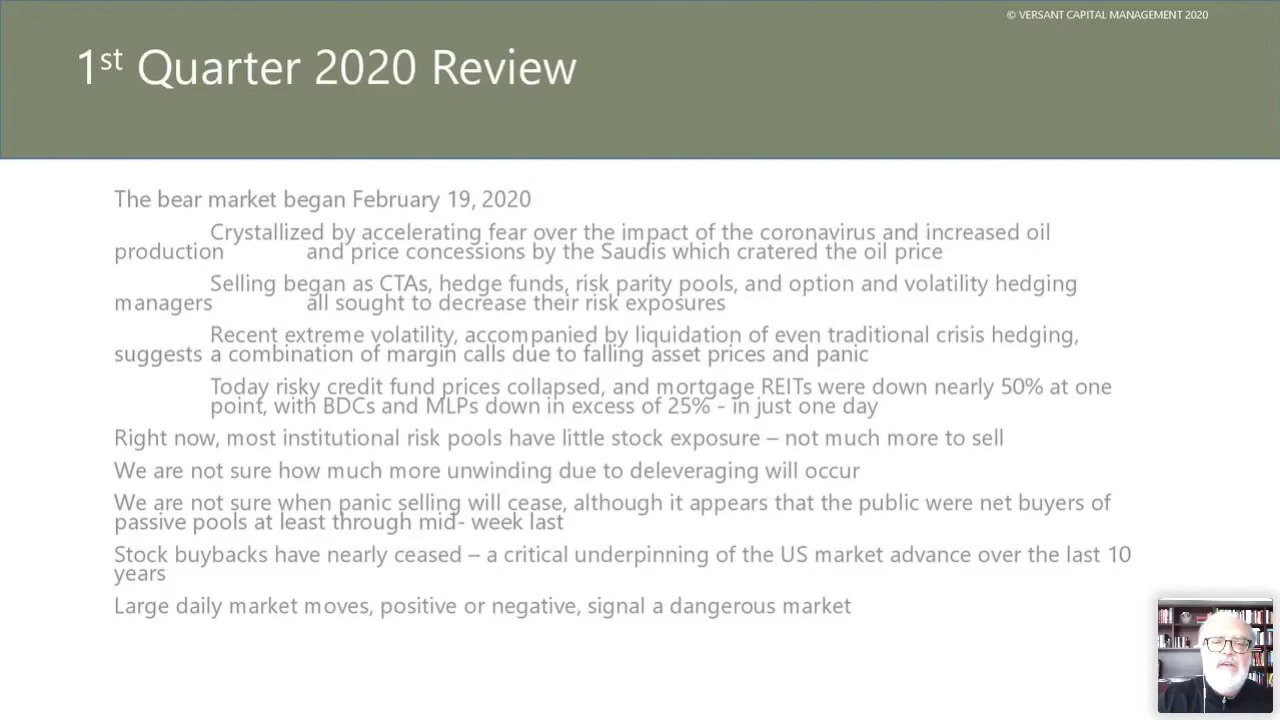 © VERSANT CAPITAL MANAGEMENT 2020
1st Quarter 2020 Review
The bear market began February 19, 2020
Crystallized by accelerating fear over the impact of the coronavirus and increased oil
production and price concessions by the Saudis which cratered the oil price
Selling began as CTAs, hedge funds, risk parity pools, and option and volatility hedging
managers all sought to decrease their risk exposures
Recent extreme volatility, accompanied by liquidation of even traditional crisis hedging,
suggests a combination of margin calls due to falling asset prices and panic
Today risky credit fund prices collapsed, and mortgage REITs were down nearly 50% at one
point, with BDCs and MLPs down in excess of 25% - in just one day
Right now, most institutional risk pools have little stock exposure – not much more to sell
We are not sure how much more unwinding due to deleveraging will occur
We are not sure when panic selling will cease, although it appears that the public were net buyers of
passive pools at least through mid- week last
Stock buybacks have nearly ceased – a critical underpinning of the US market advance over the last 10
years
Large daily market moves, positive or negative, signal a dangerous market